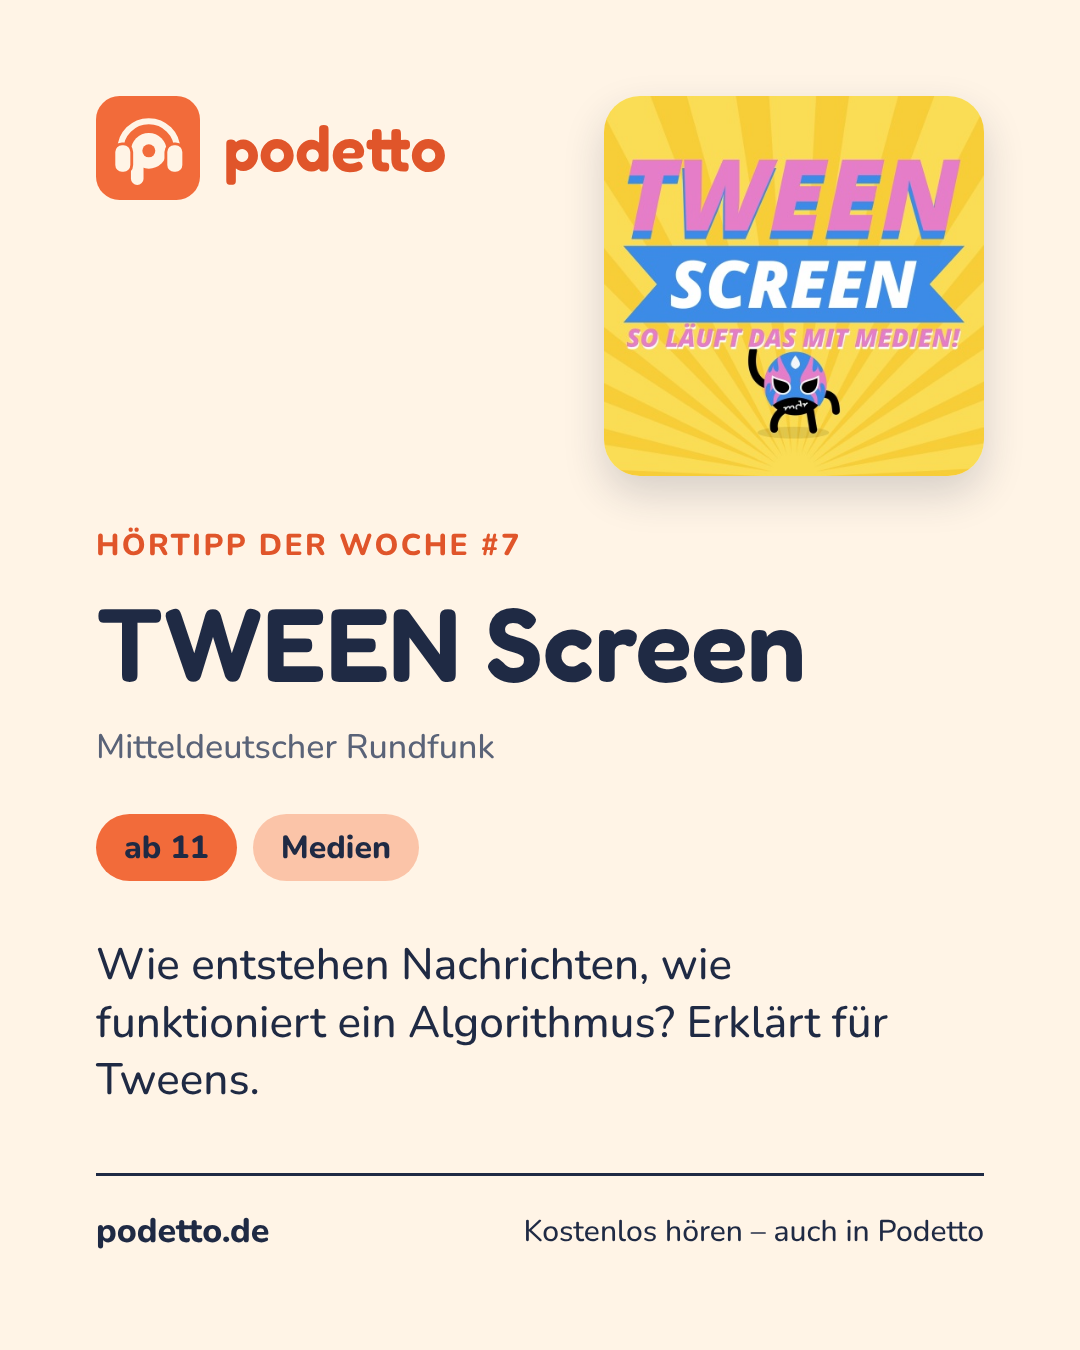 podetto
TWEEN
SCREEN
SO LÄUFT DAS MIT MEDIEN!
mdr
HÖRTIPP DER WOCHE #7
TWEEN Screen
Mitteldeutscher Rundfunk
ab 11
Medien
Wie entstehen Nachrichten, wie
funktioniert ein Algorithmus? Erklärt für
Tweens.
podetto.de
Kostenlos hören – auch in Podetto